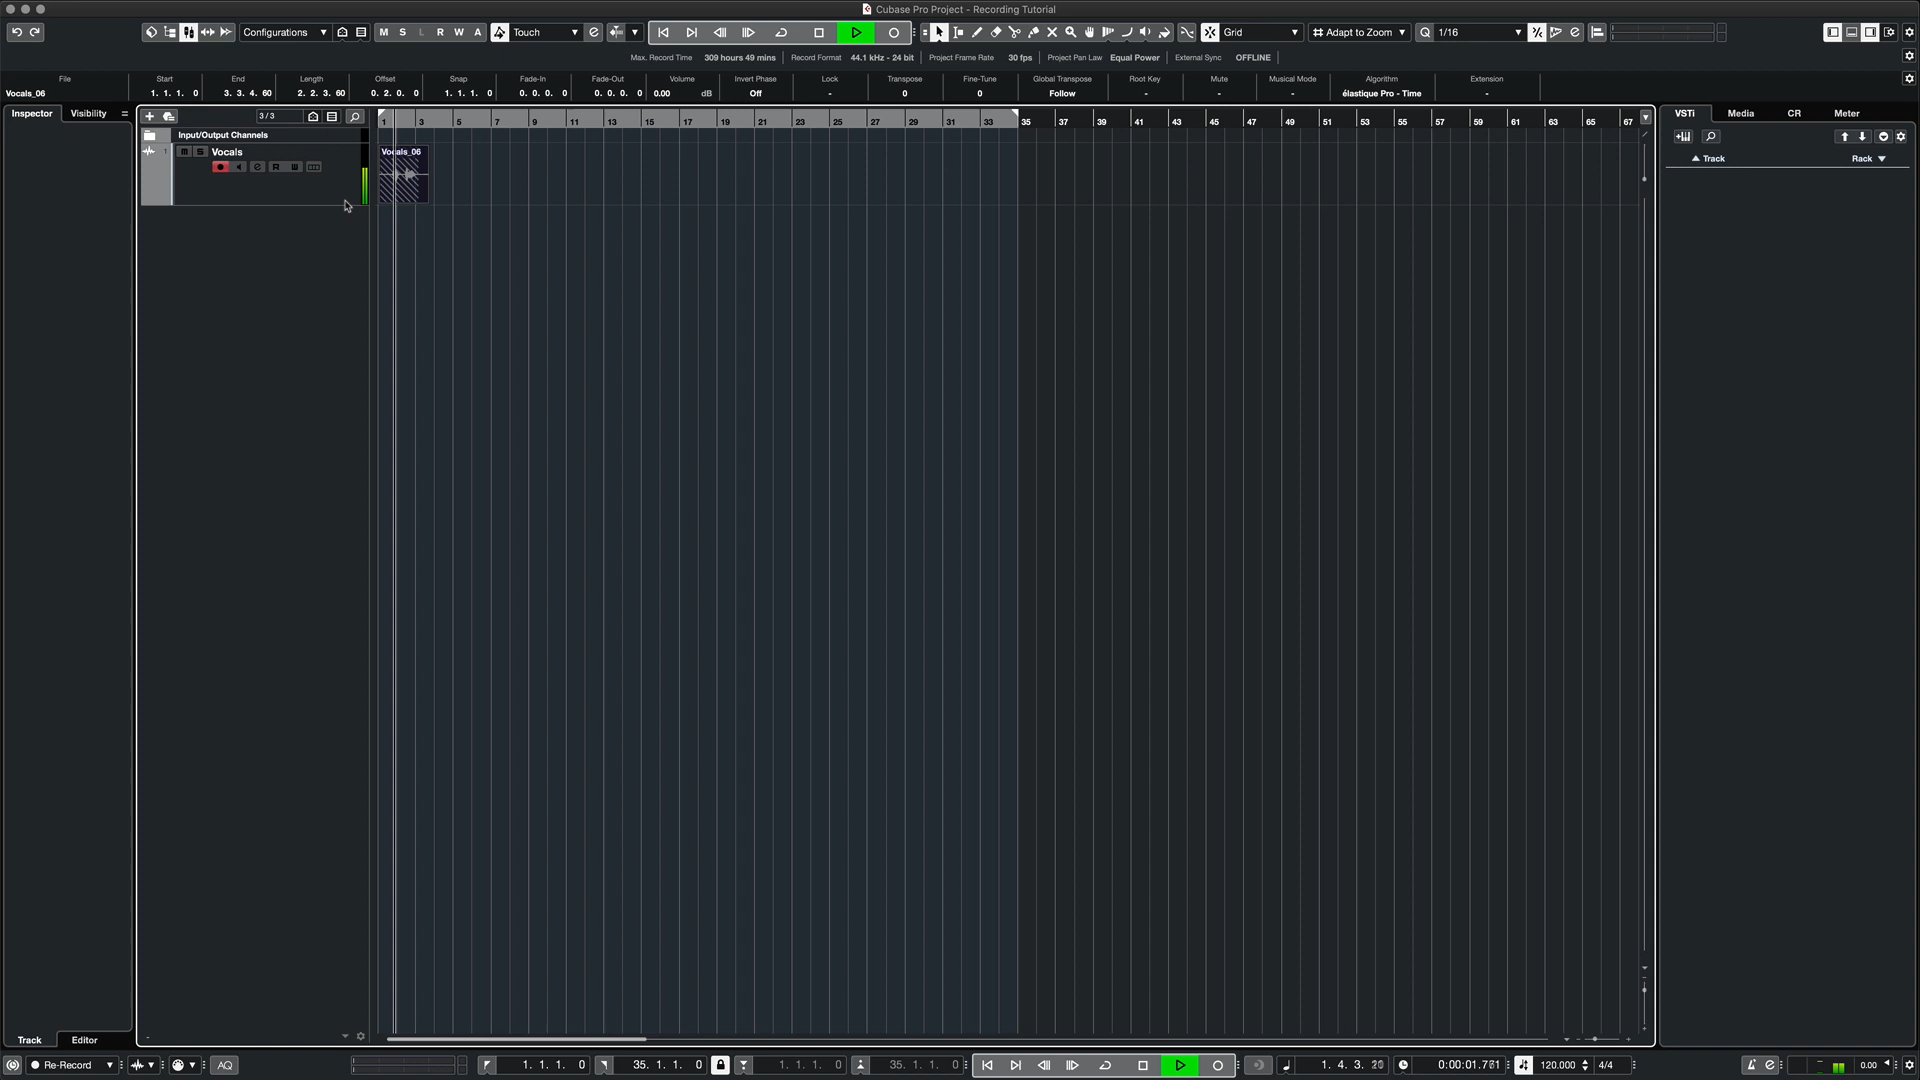 Cubase Pro Project - Recording Tutorial
Configurations M S L R W A Touch Grid Adapt to Zoom 1/16
Max. Record Time 309 hours 49 mins Record Format 44.1 kHz - 24 bit Project Frame Rate 30 fps Project Pan Law Equal Power External Sync OFFLINE
File Start End Length Offset Snap Fade-In Fade-Out Volume Invert Phase Lock Transpose Fine-Tune Global Transpose Root Key Mute Musical Mode Algorithm Extension
Vocals_06 1. 1. 1. 0 3. 3. 4. 60 2. 2. 3. 60 0. 2. 0. 0 1. 1. 1. 0 0. 0. 0. 0 0. 0. 0. 0 0.00 dB Off - 0 0 Follow - - - élastique Pro - Time -
Inspector Visibility 3/3 1 3 5 7 9 11 13 15 17 19 21 23 25 27 29 31 33 35 37 39 41 43 45 47 49 51 53 55 57 59 61 63 65 67 VSTi Media CR Meter
Input/Output Channels
1 m S Vocals Vocals_06
R W
Track Rack
Track Editor
Re-Record AQ 1. 1. 1. 0 35. 1. 1. 0 1. 1. 1. 0 35. 1. 1. 0 1. 4. 3. 0:00:01.7 120.000 4/4 0.00